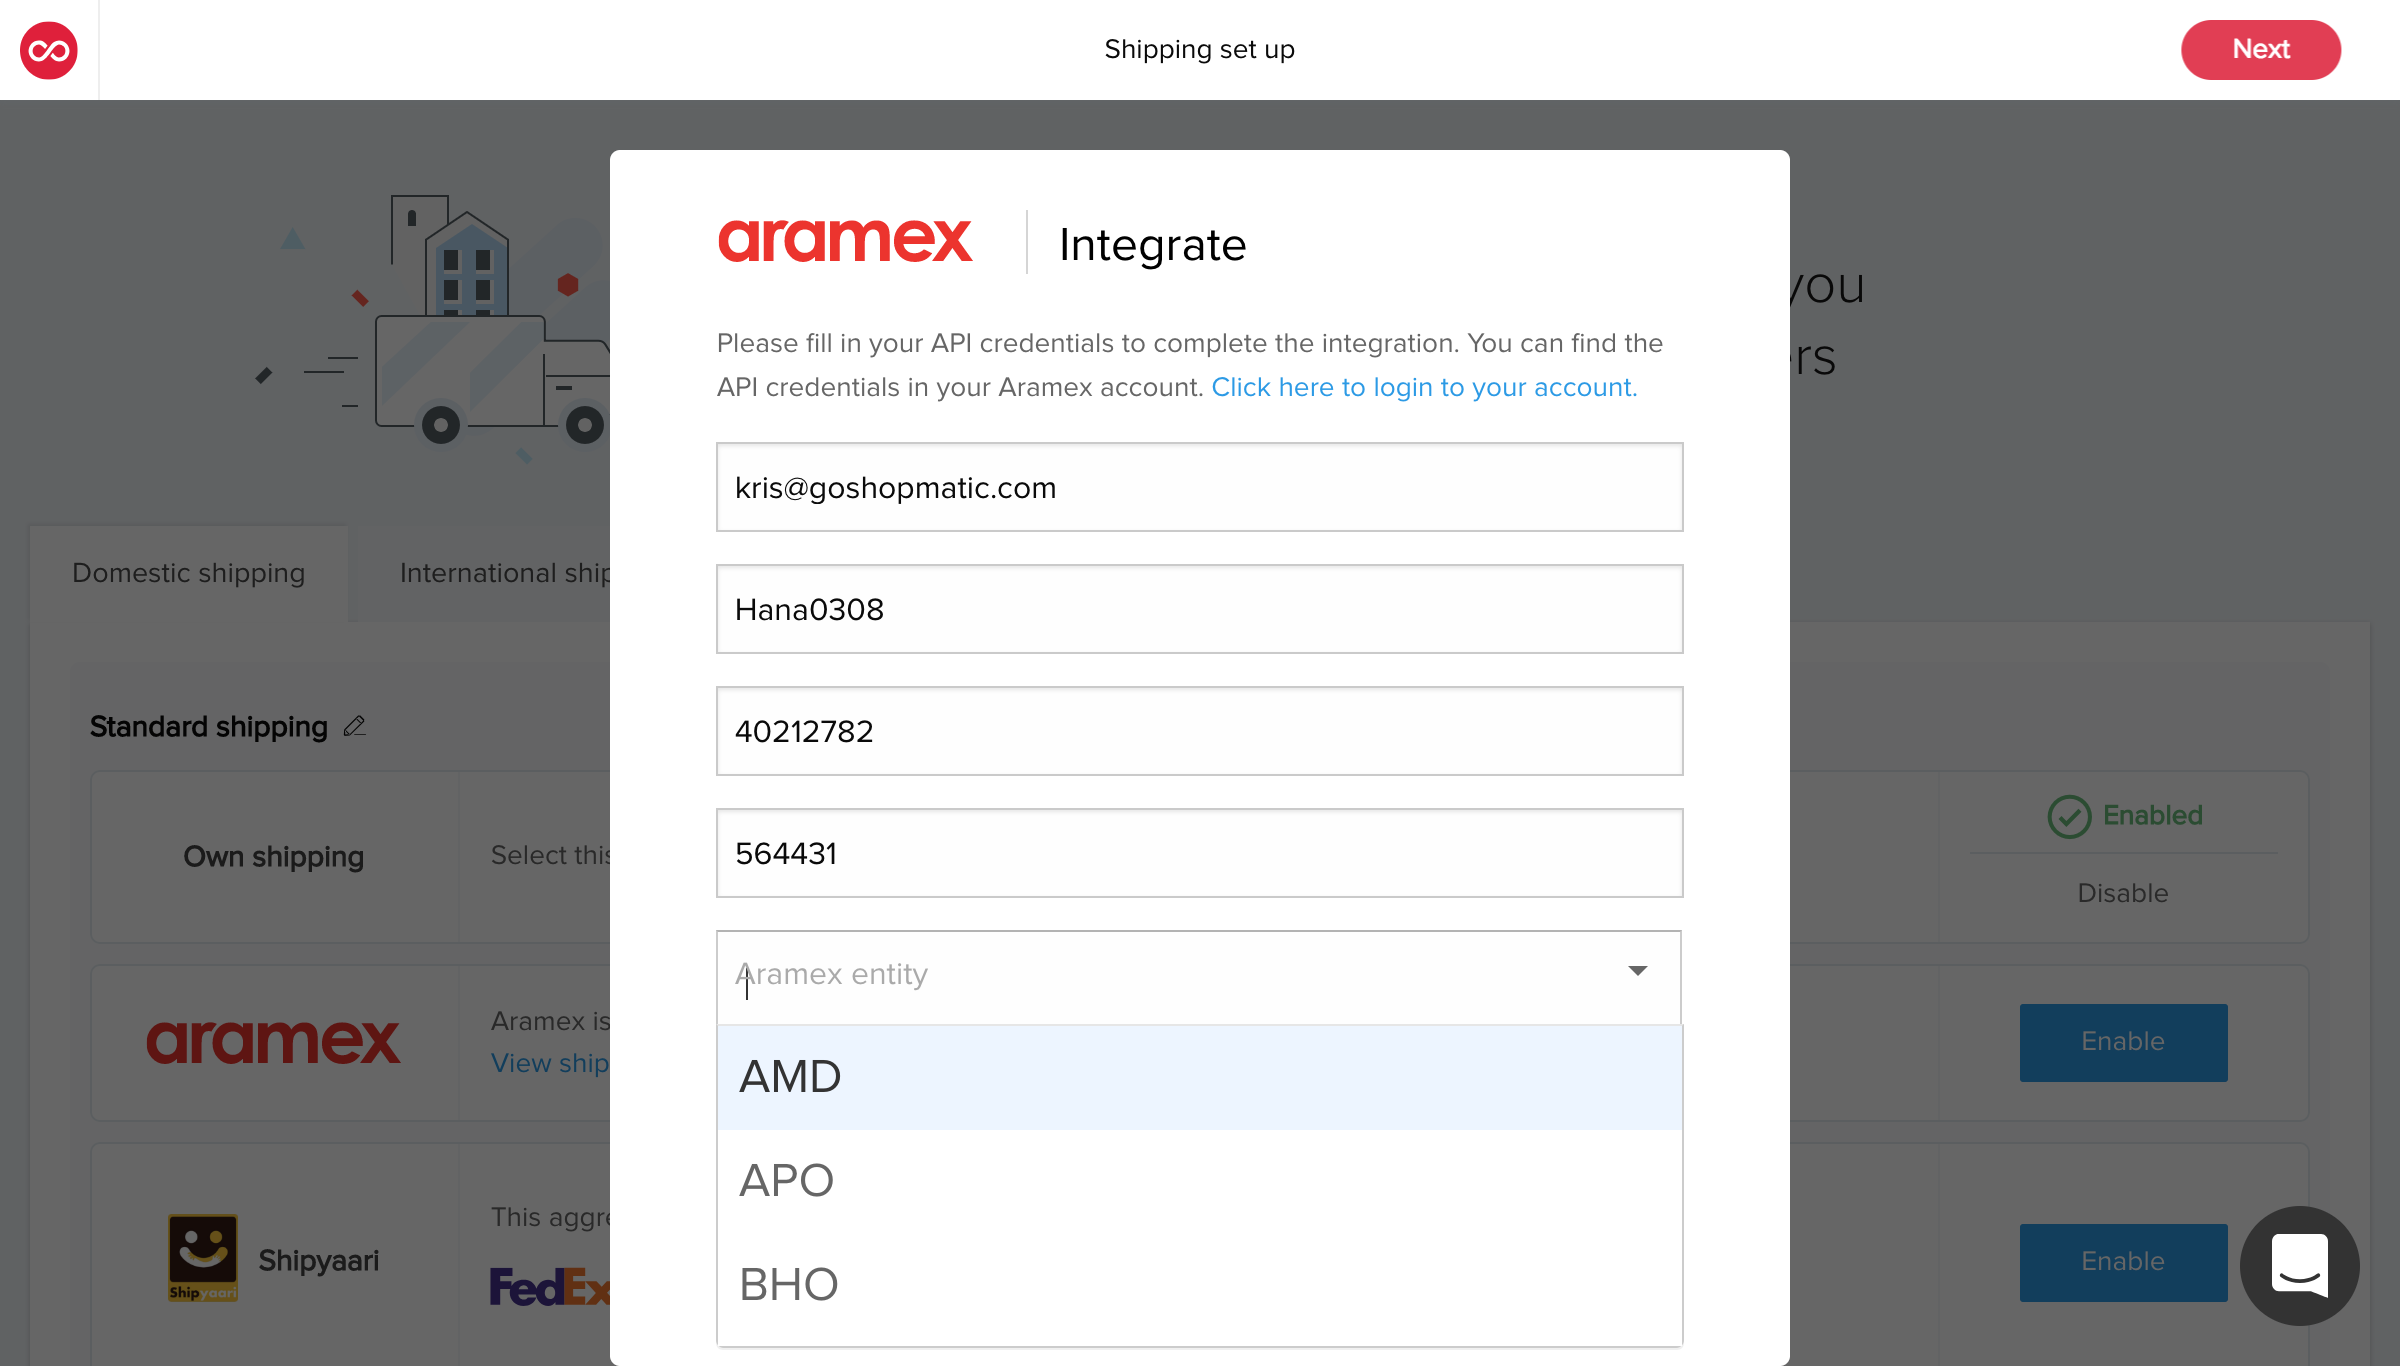 Shipping set up
Next
aramex
Integrate
you
ers
Please fill in your API credentials to complete the integration. You can find the
API credentials in your Aramex account. Click here to login to your account.
kris@goshopmatic.com
Domestic shipping
International ship
Hana0308
Standard shipping
40212782
Own shipping
Select this
564431
Enabled
Disable
Aramex entity
aramex
Aramex is
View ship
Enable
AMD
APO
BHO
Shipyaari
Shipyaari
This aggre
FedEx
Enable